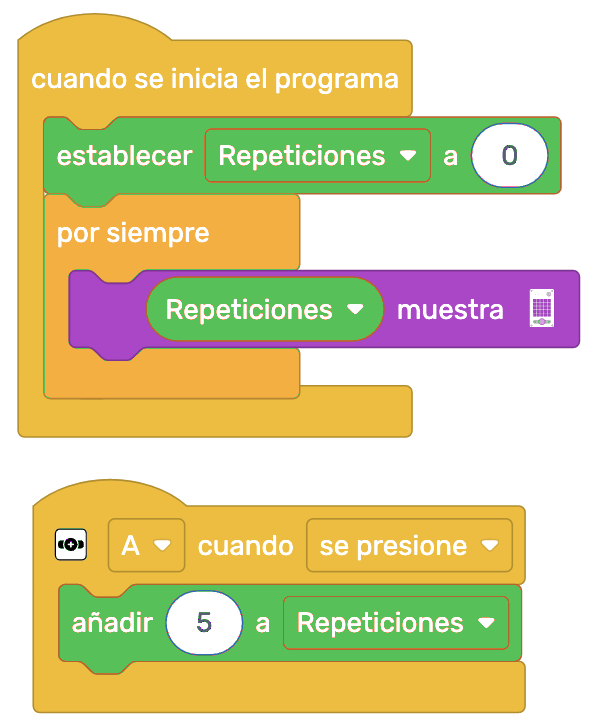 cuando se inicia el programa
establecer Repeticiones a 0
por siempre
Repeticiones muestra
A cuando se presione
añadir 5 a Repeticiones